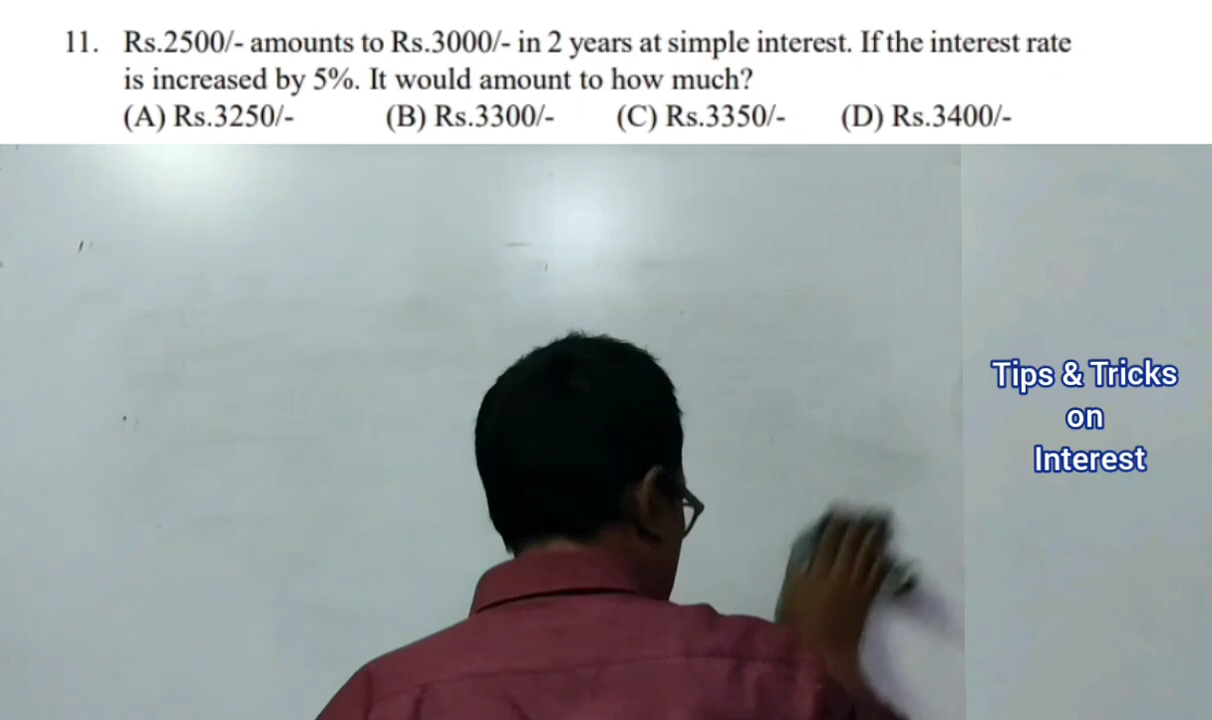 11. Rs.2500/- amounts to Rs.3000/- in 2 years at simple interest. If the interest rate
is increased by 5%. It would amount to how much?
(A) Rs.3250/- (B) Rs.3300/- (C) Rs.3350/- (D) Rs.3400/-
Tips & Tricks
on
Interest